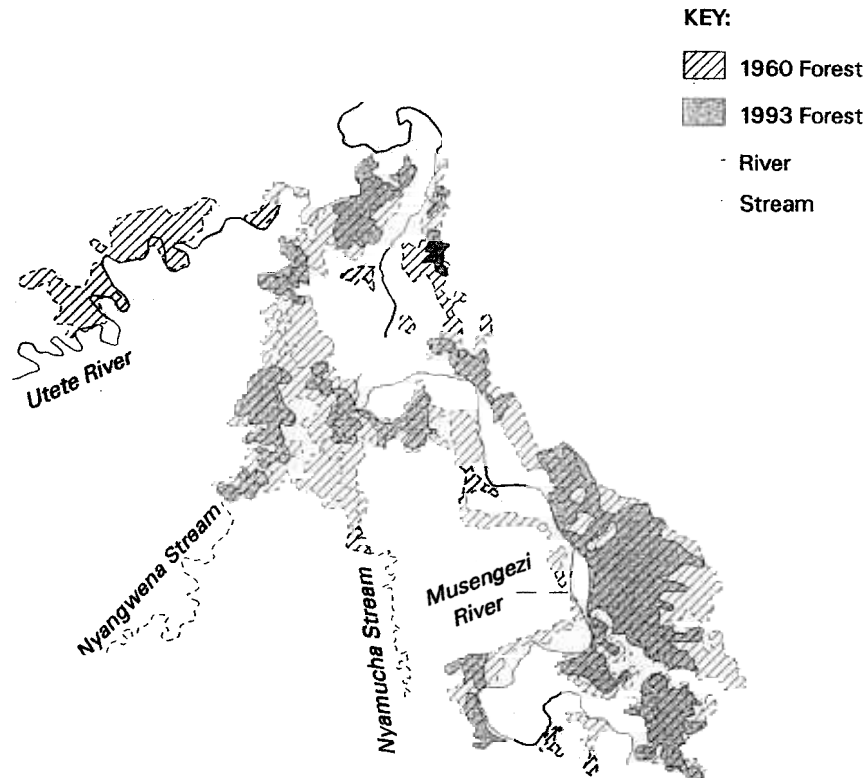 KEY:
1960 Forest
1993 Forest
River
Stream
Utete River
Nyangwena Stream
Nyamucha Stream
Musengezi
River